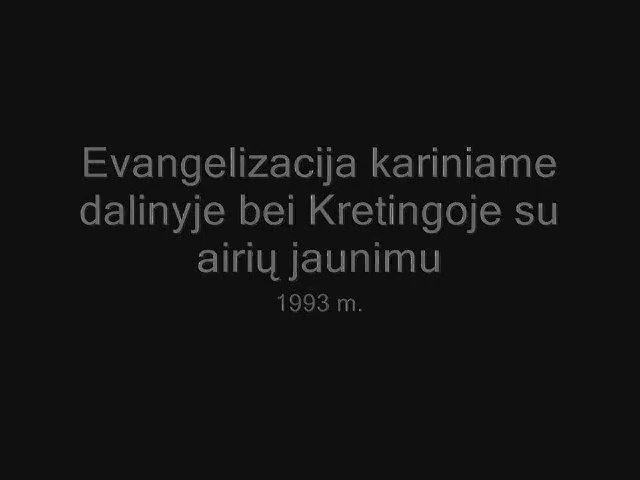 Evangelizacija kariniame
dalinyje bei Kretingoje su
airių jaunimu
1993 m.